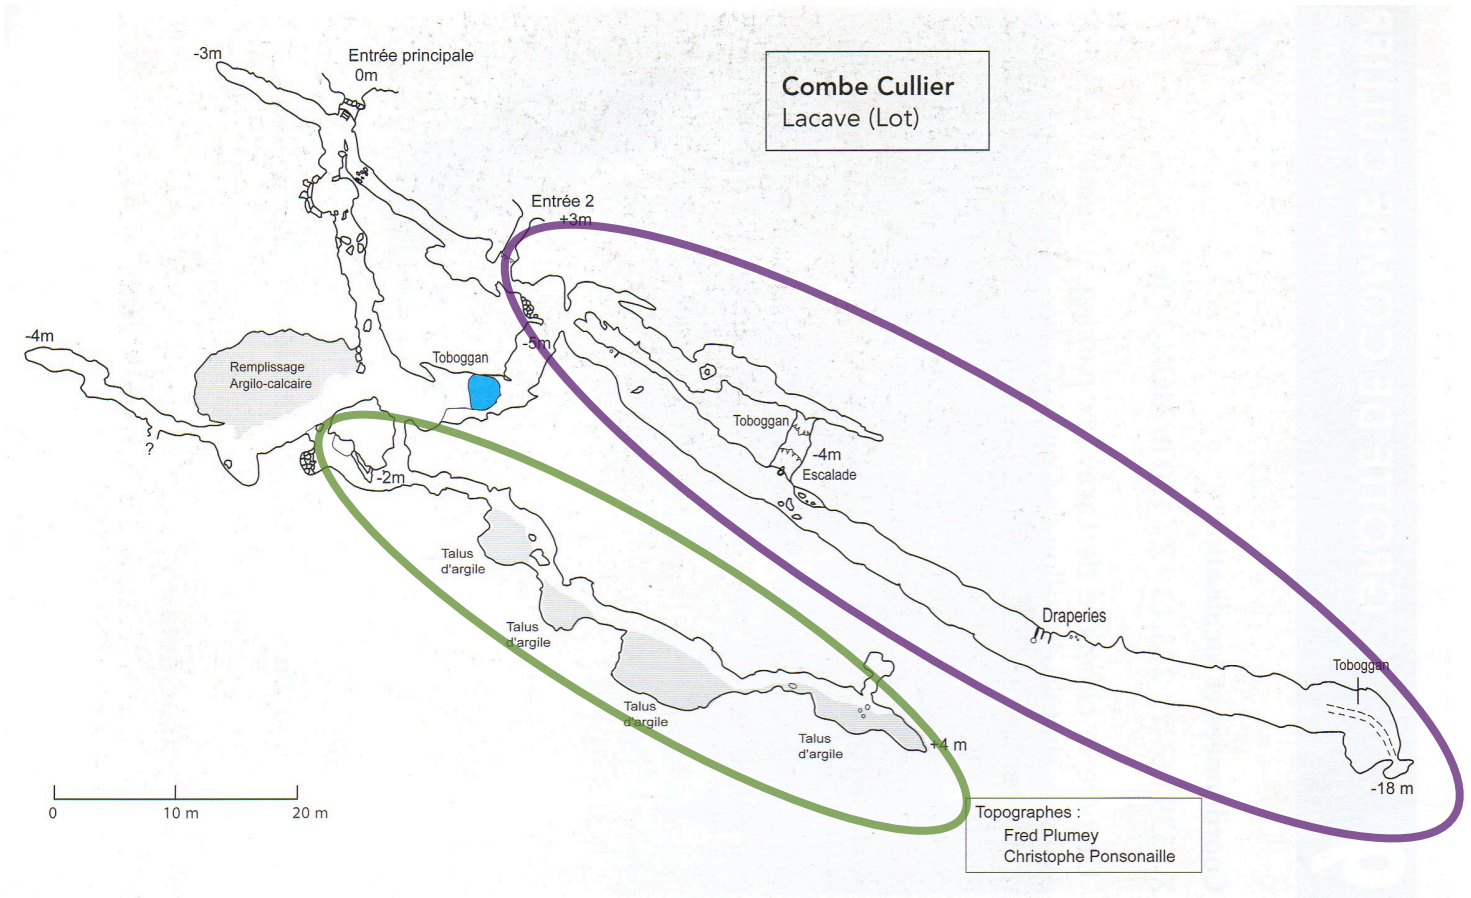 -3m
Entrée principale
0m
Combe Cullier
Lacave (Lot)
Entrée 2
+3m
-4m
Remplissage
Argilo-calcaire
Toboggan
-5m
?
-2m
Toboggan
-4m
Escalade
Talus
d'argile
Talus
d'argile
Talus
d'argile
Talus
d'argile
+4 m
Draperies
Toboggan
-18 m
0
10 m
20 m
Topographes :
Fred Plumey
Christophe Ponsonaille